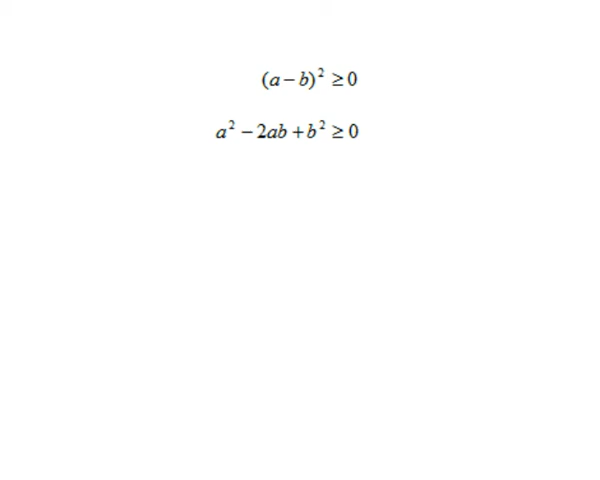 (a − b)² ≥ 0
a² − 2ab + b² ≥ 0